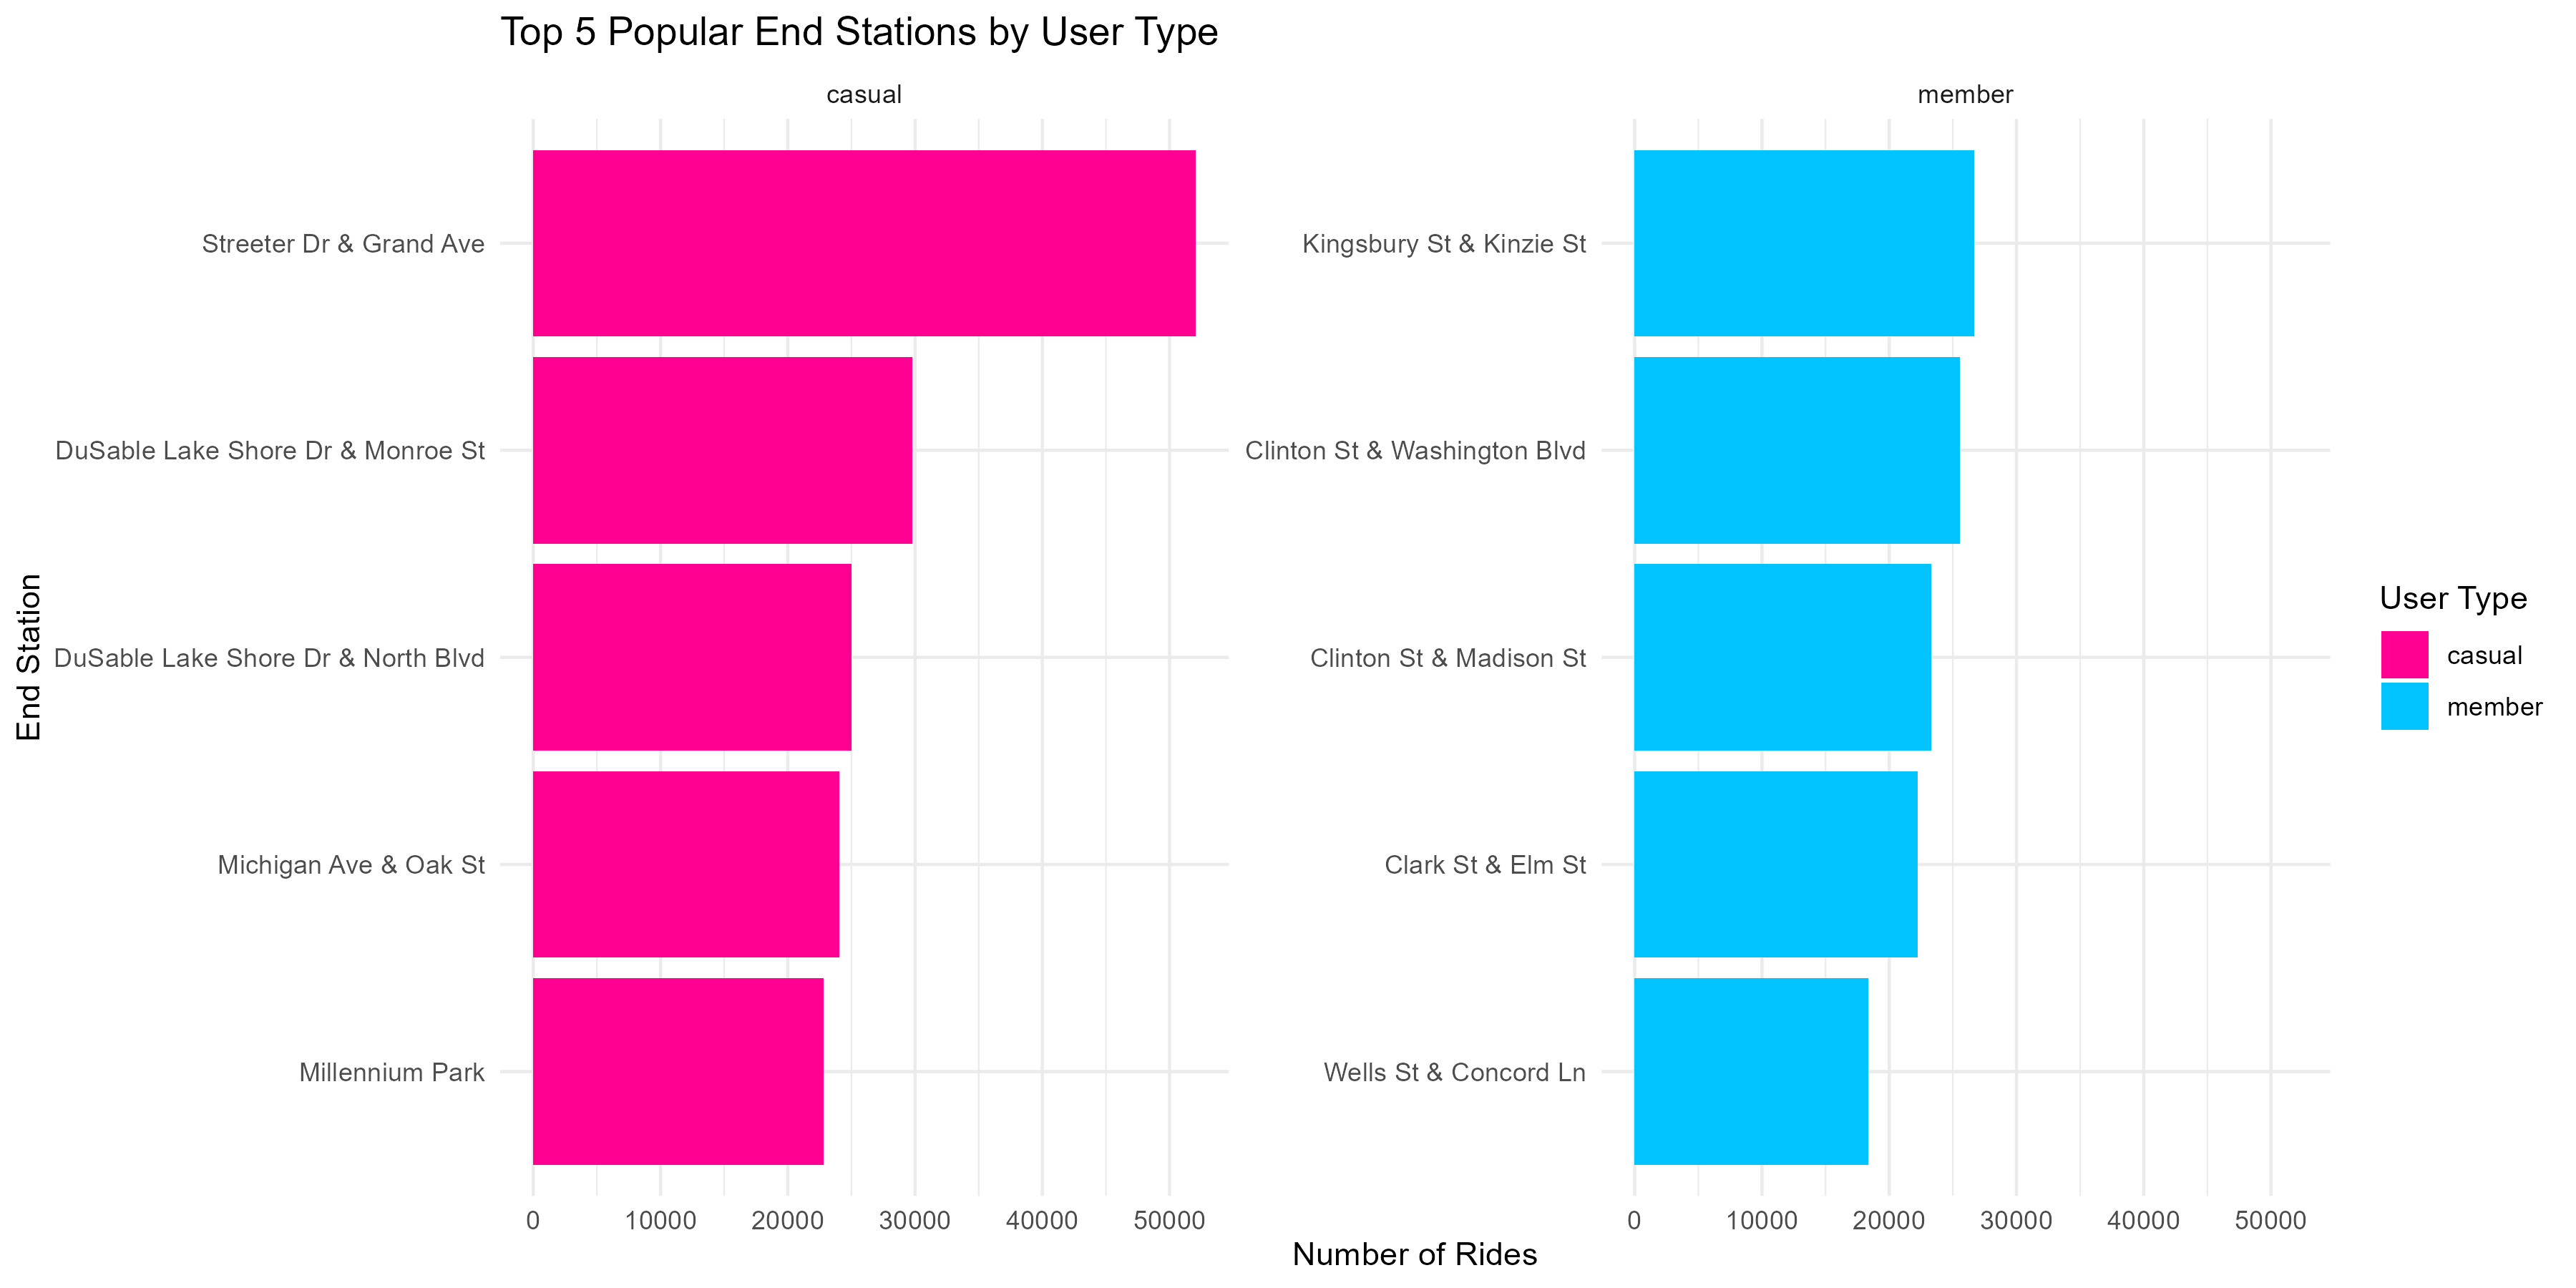 Top 5 Popular End Stations by User Type
casual
member
End Station
Streeter Dr & Grand Ave
DuSable Lake Shore Dr & Monroe St
DuSable Lake Shore Dr & North Blvd
Michigan Ave & Oak St
Millennium Park
0 10000 20000 30000 40000 50000
Kingsbury St & Kinzie St
Clinton St & Washington Blvd
Clinton St & Madison St
Clark St & Elm St
Wells St & Concord Ln
0 10000 20000 30000 40000 50000
Number of Rides
User Type
casual
member